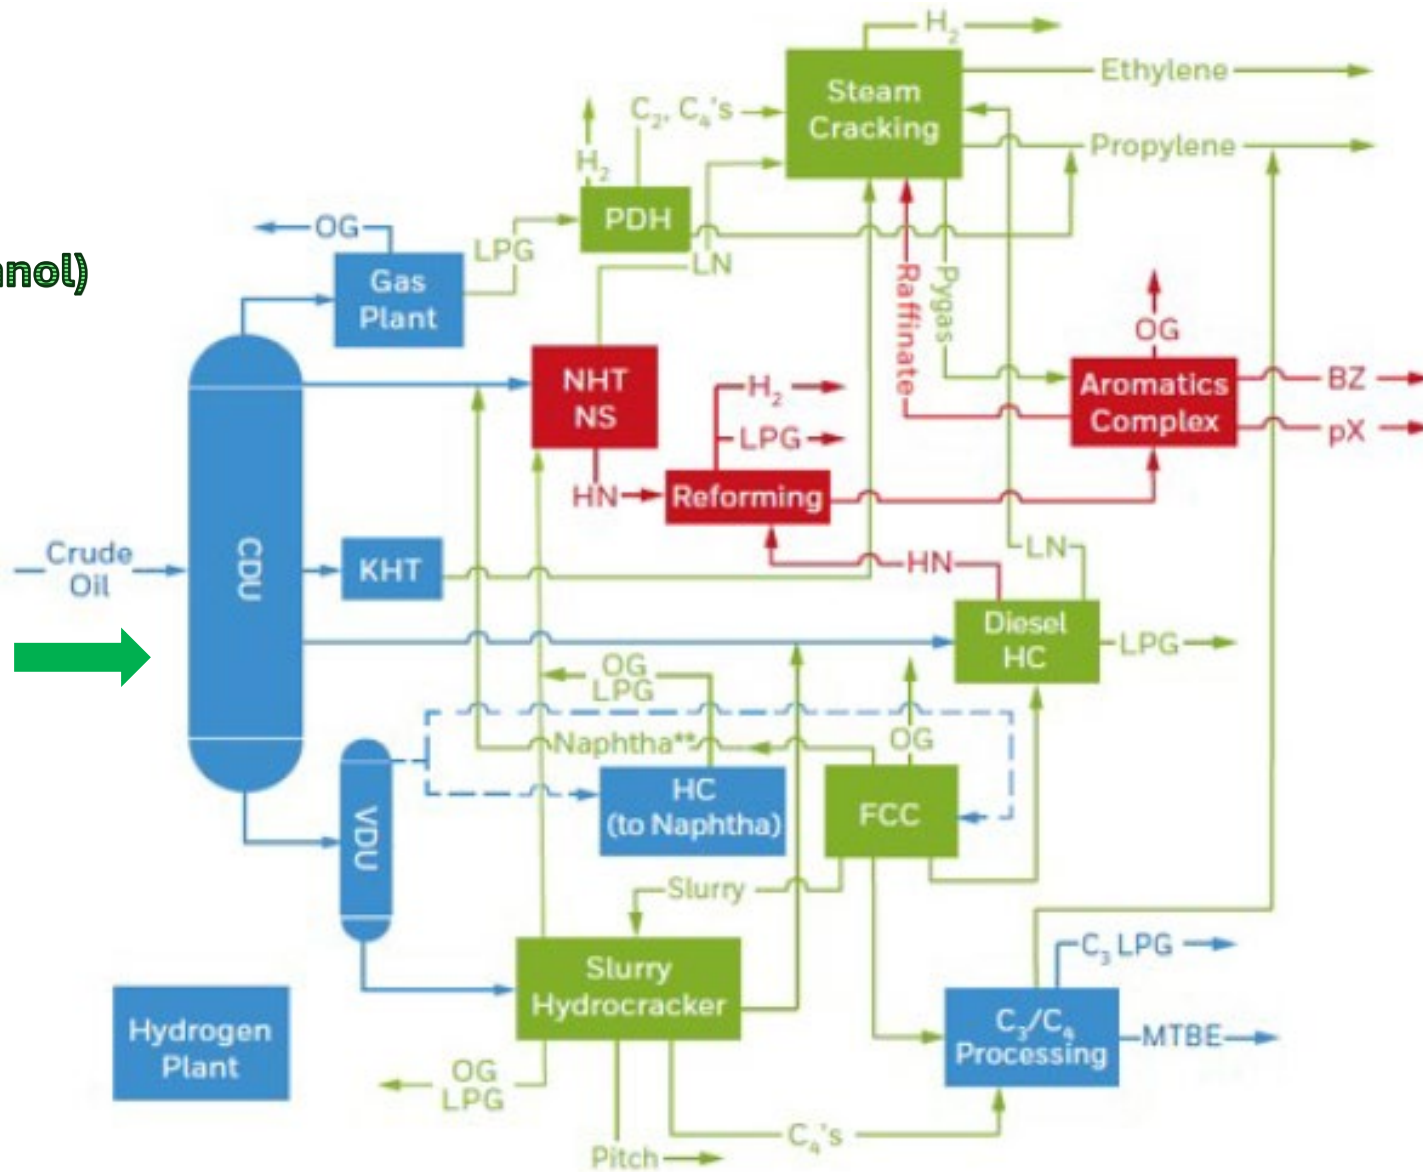 H2
Ethylene
Steam
Cracking
C2, C4's
Propylene
H2
PDH
OG
LPG
LN
anol)
Gas
Plant
Raffinate
Pygas
OG
NHT
NS
H2
Aromatics
Complex
BZ
LPG
pX
HN
Reforming
Crude
Oil
CDU
KHT
LN
HN
Diesel
HC
LPG
OG
LPG
Naphtha**
OG
HC
(to Naphtha)
FCC
VDU
Slurry
C3 LPG
Slurry
Hydrocracker
Hydrogen
Plant
C3/C4
Processing
MTBE
OG
LPG
C4's
Pitch